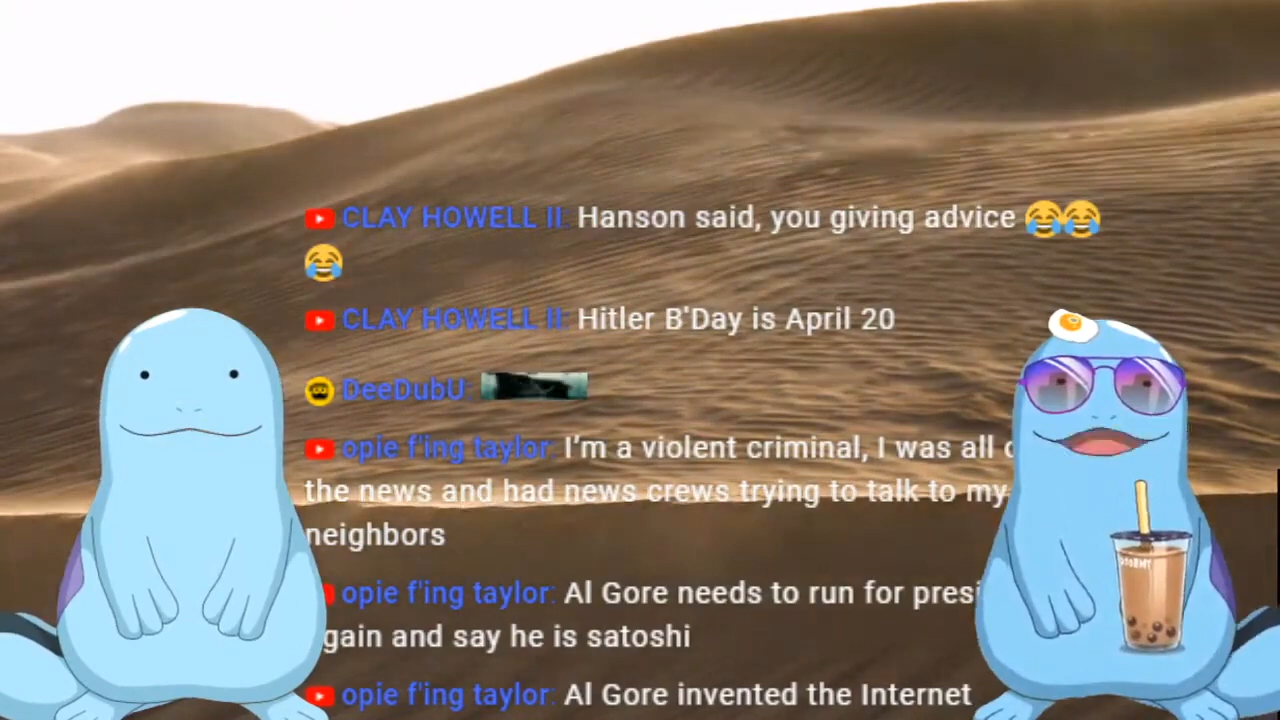 CLAY HOWELL II: Hanson said, you giving advice 😂😂
😂
CLAY HOWELL II: Hitler B'Day is April 20
DeeDubU:
opie f'ing taylor: I'm a violent criminal, I was all
the news and had news crews trying to talk to my
neighbors
opie f'ing taylor: Al Gore needs to run for presi
gain and say he is satoshi
opie f'ing taylor: Al Gore invented the Internet